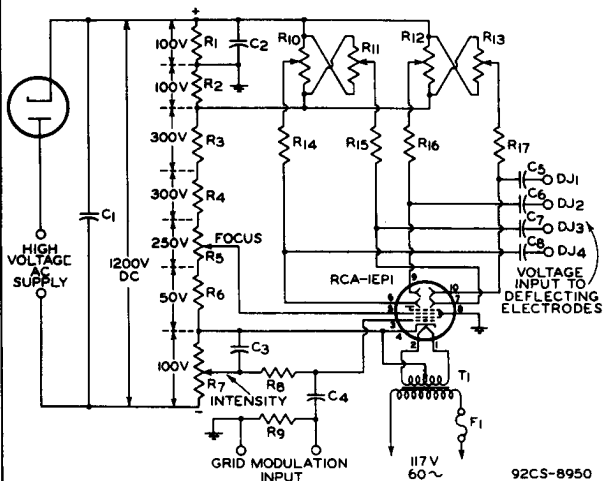 +
100V R1 C2 R10 R11 R12 R13
100V R2
300V R3 R14 R15 R16 R17
C5 DJ1
C6 DJ2
300V R4 C7 DJ3
C8 DJ4
C1
HIGH
VOLTAGE
AC
SUPPLY
1200V
DC
250V R5 FOCUS
50V R6
RCA-1EP1
VOLTAGE
INPUT TO
DEFLECTING
ELECTRODES
9
10
7
8
3
4
2 1
100V R7 C3 R8
INTENSITY
C4
R9
-
T1
F1
GRID MODULATION
INPUT
117 V
60~
92CS-8950